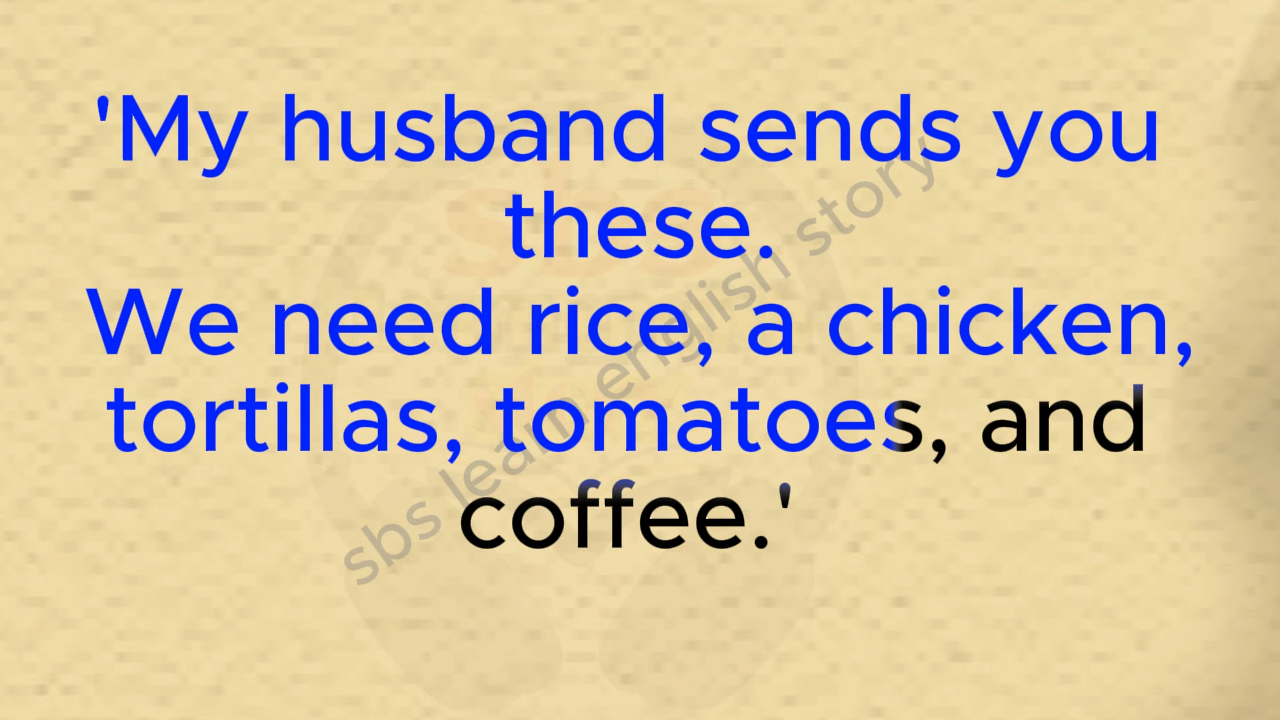 'My husband sends you
these.
We need rice, a chicken,
tortillas, tomatoes, and
coffee.'
sbs learn english story